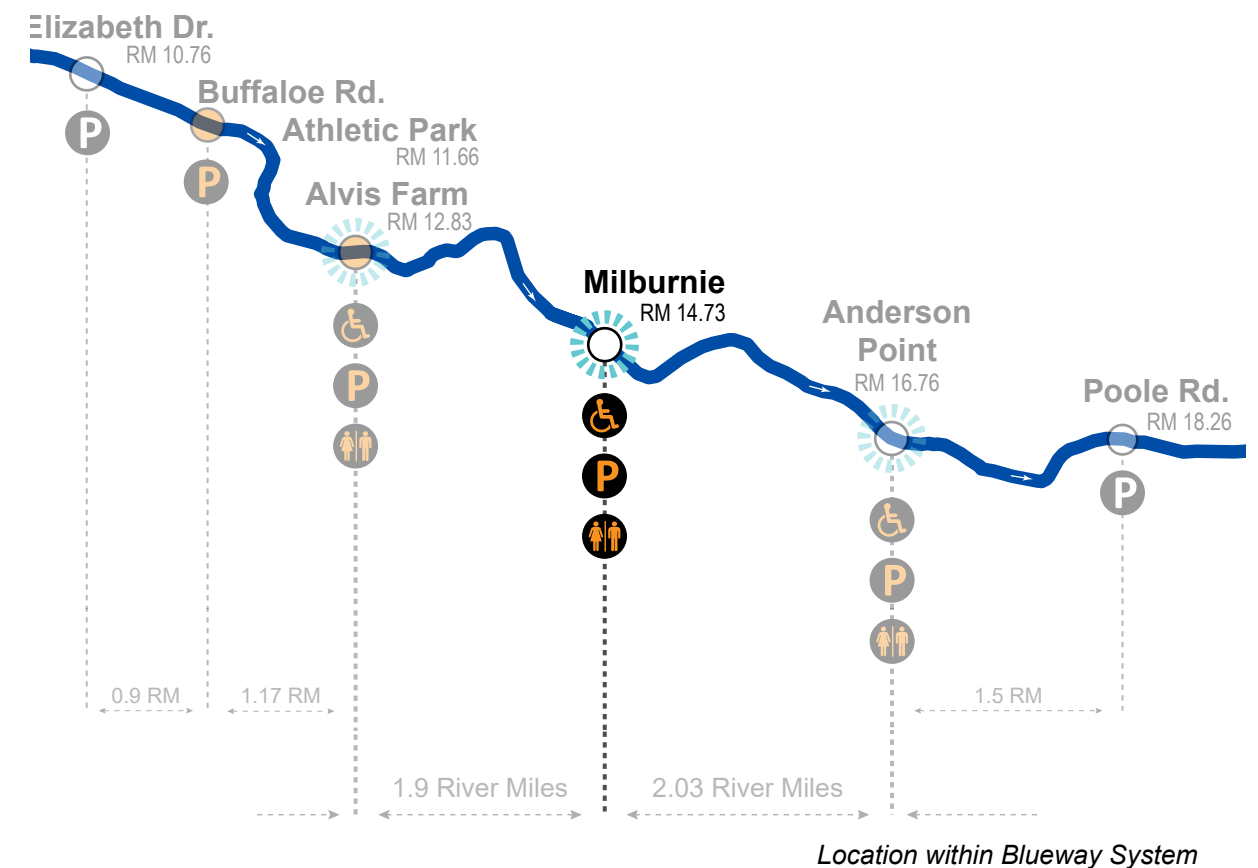 Elizabeth Dr.
RM 10.76
Buffaloe Rd.
Athletic Park
RM 11.66
Alvis Farm
RM 12.83
Milburnie
RM 14.73
Anderson
Point
RM 16.76
Poole Rd.
RM 18.26
P
P
P
P
P
P
0.9 RM
1.17 RM
1.5 RM
1.9 River Miles
2.03 River Miles
Location within Blueway System